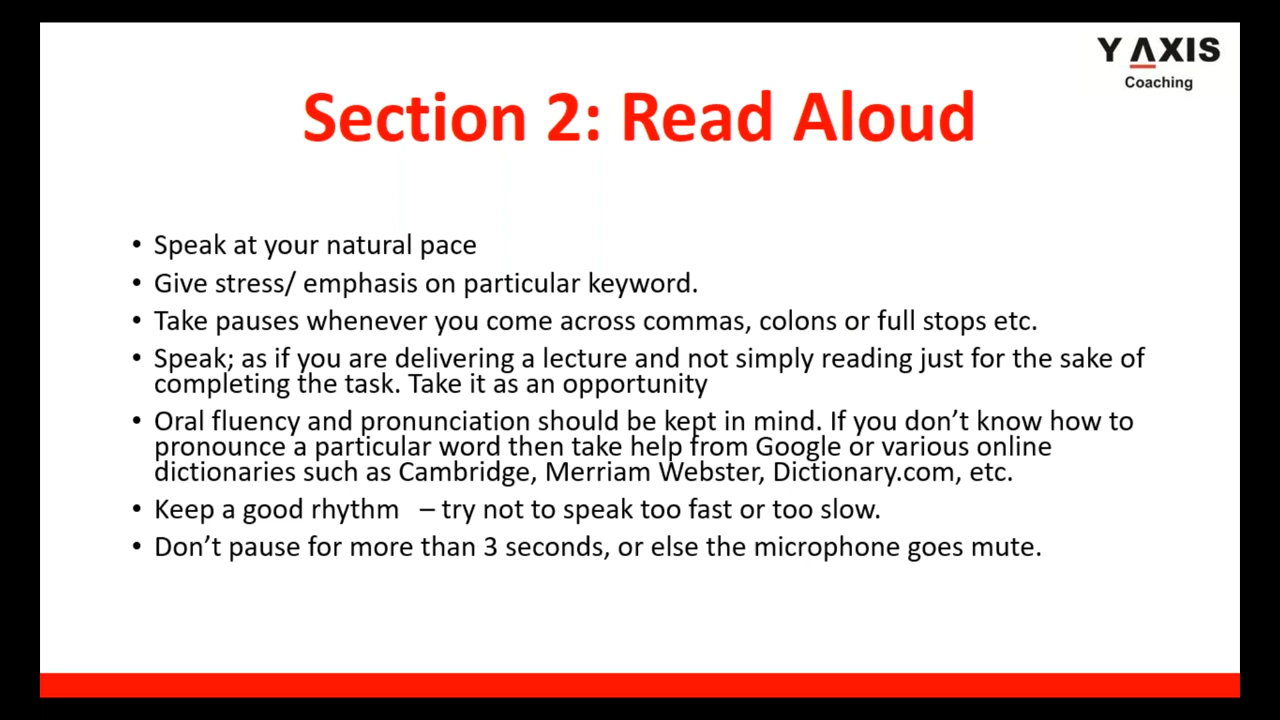 Y AXIS
Coaching
Section 2: Read Aloud
• Speak at your natural pace
• Give stress/ emphasis on particular keyword.
• Take pauses whenever you come across commas, colons or full stops etc.
• Speak; as if you are delivering a lecture and not simply reading just for the sake of
completing the task. Take it as an opportunity
• Oral fluency and pronunciation should be kept in mind. If you don’t know how to
pronounce a particular word then take help from Google or various online
dictionaries such as Cambridge, Merriam Webster, Dictionary.com, etc.
• Keep a good rhythm – try not to speak too fast or too slow.
• Don’t pause for more than 3 seconds, or else the microphone goes mute.